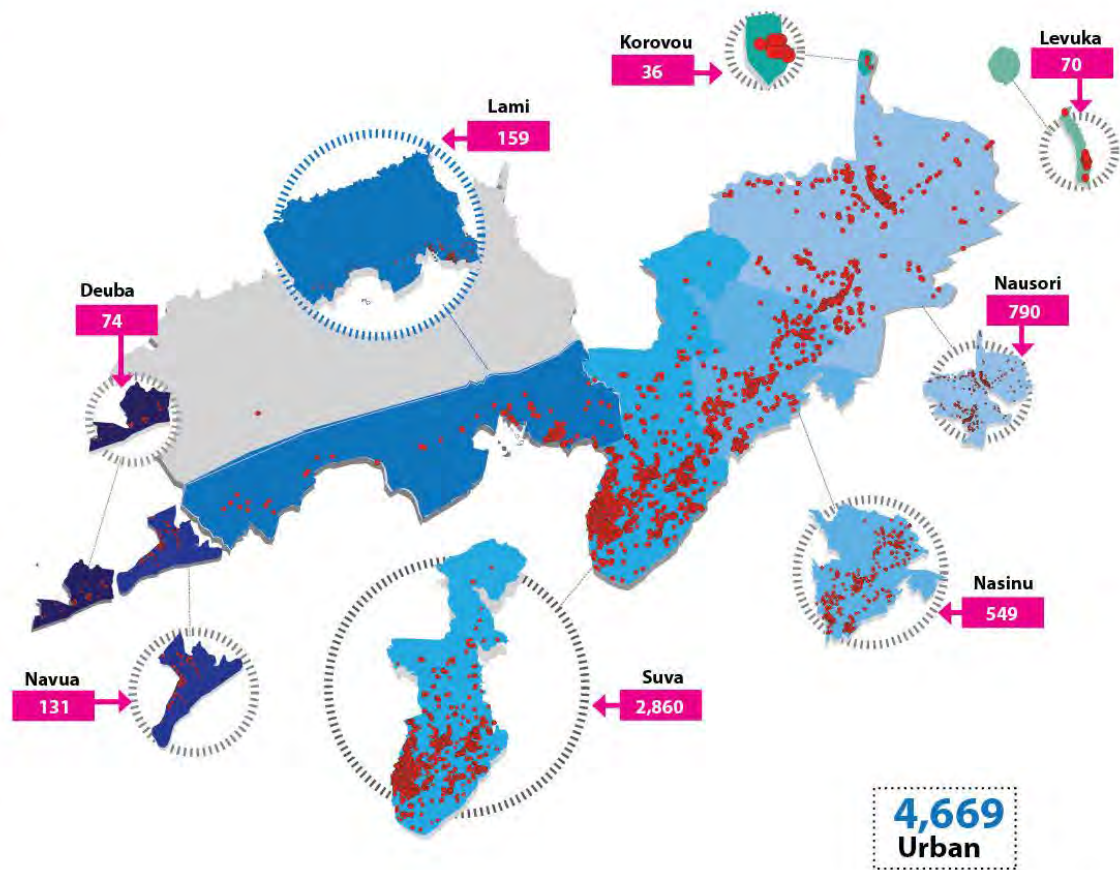 Korovou
36
Levuka
70
Lami
159
Deuba
74
Nausori
790
Nasinu
549
Navua
131
Suva
2,860
4,669
Urban